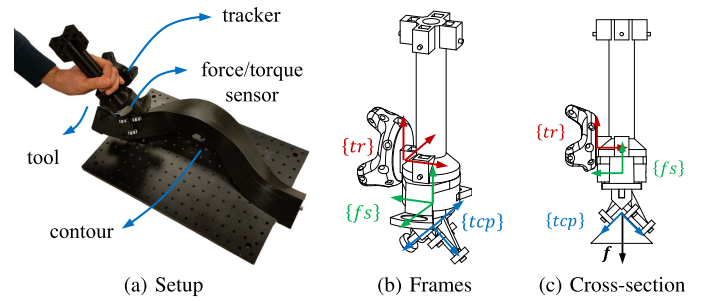 tracker
force/torque
sensor
tool
contour
(a) Setup
{tr}
{fs}
{tcp}
(b) Frames
{tr}
{fs}
{tcp}
f
(c) Cross-section